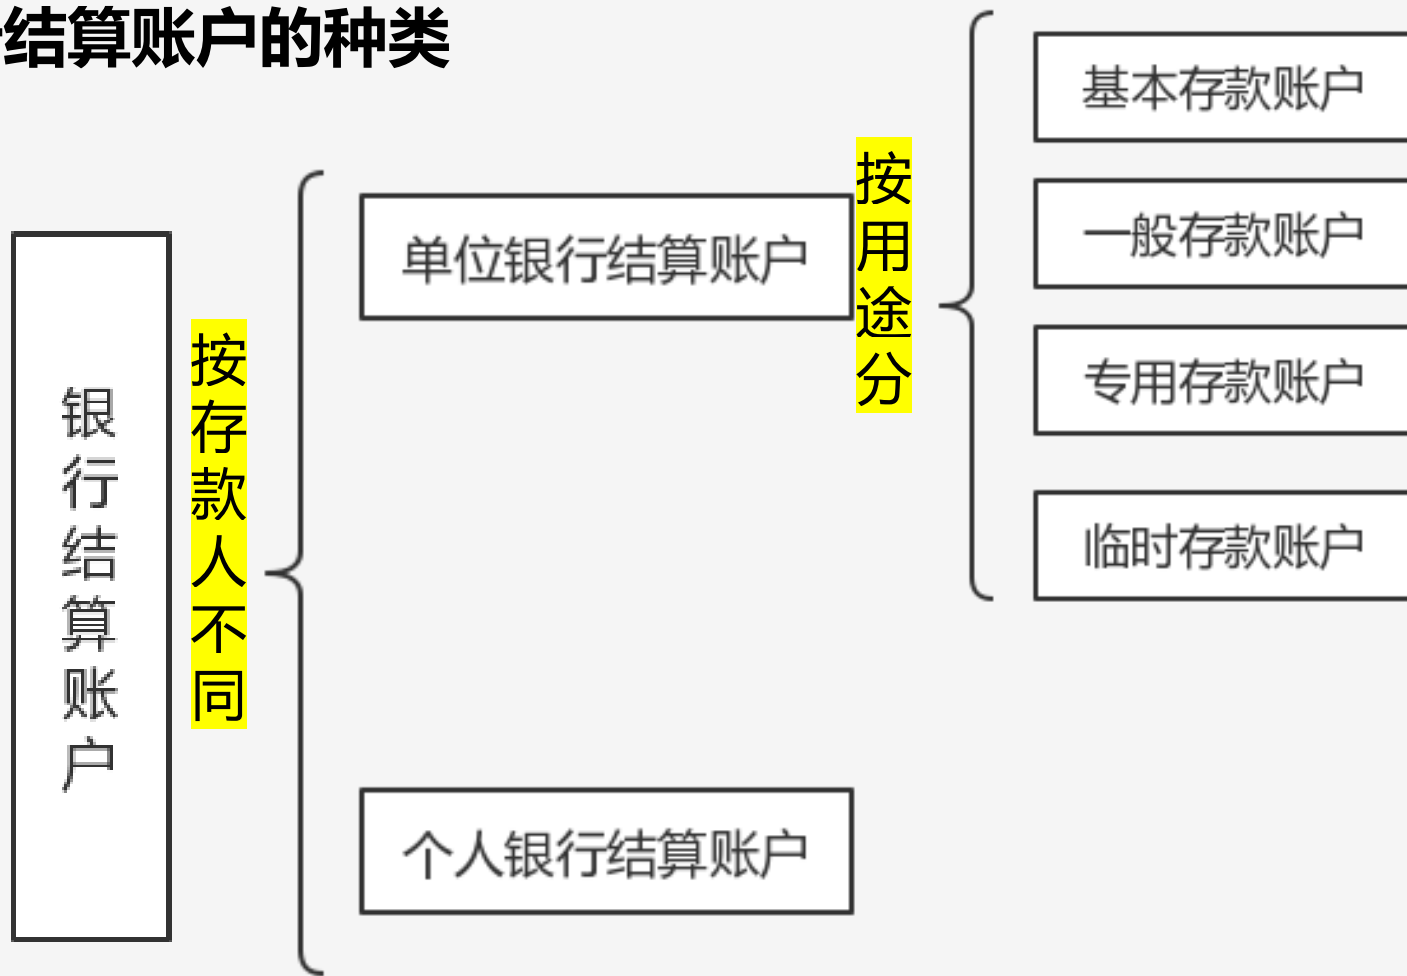 结算账户的种类
银行结算账户
按存款人不同
单位银行结算账户
个人银行结算账户
按用途分
基本存款账户
一般存款账户
专用存款账户
临时存款账户